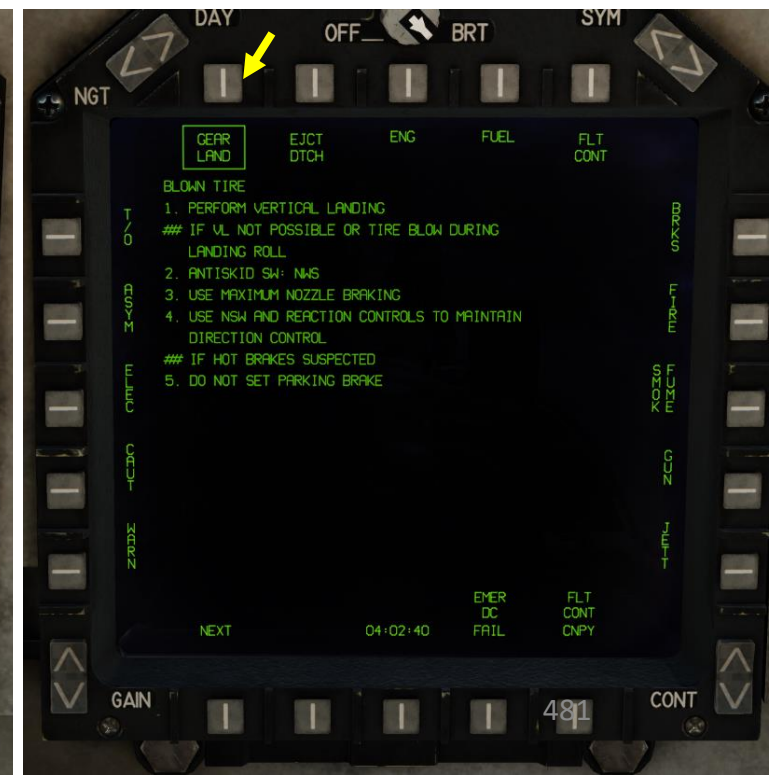 DAY
OFF
BRT
SYM
NGT
GEAR LAND
EJCT DTCH
ENG
FUEL
FLT CONT
BLOWN TIRE
1. PERFORM VERTICAL LANDING
## IF VL NOT POSSIBLE OR TIRE BLOW DURING
LANDING ROLL
2. ANTISKID SW: NWS
3. USE MAXIMUM NOZZLE BRAKING
4. USE NSW AND REACTION CONTROLS TO MAINTAIN
DIRECTION CONTROL
## IF HOT BRAKES SUSPECTED
5. DO NOT SET PARKING BRAKE
T/O
ASYM
ELEC
CAUT
WARN
BRKS
FIRE
SMOK FUME
GUN
JETT
NEXT
04:02:40
EMER DC FAIL
FLT CONT CNPY
GAIN
481
CONT